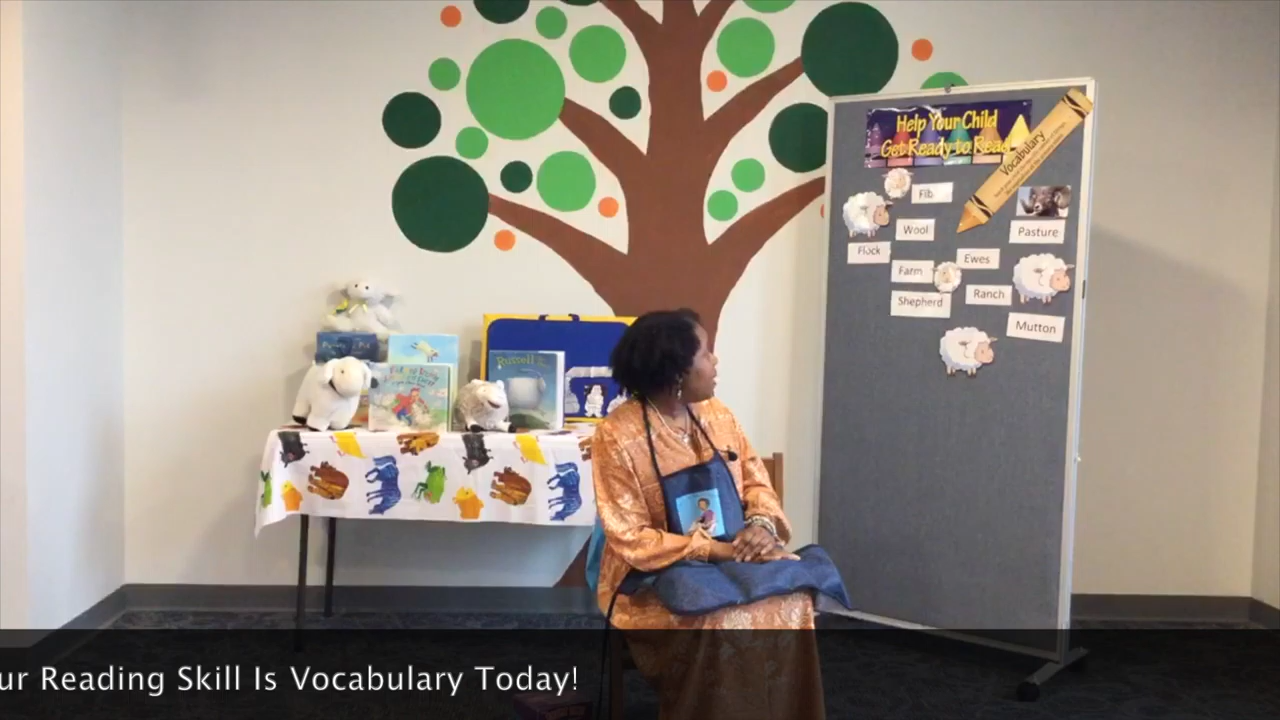 Help Your Child
Get Ready to Read!
Vocabulary
Fib
Wool
Pasture
Flock
Ewes
Farm
Ranch
Shepherd
Mutton
Russell
ur Reading Skill Is Vocabulary Today!